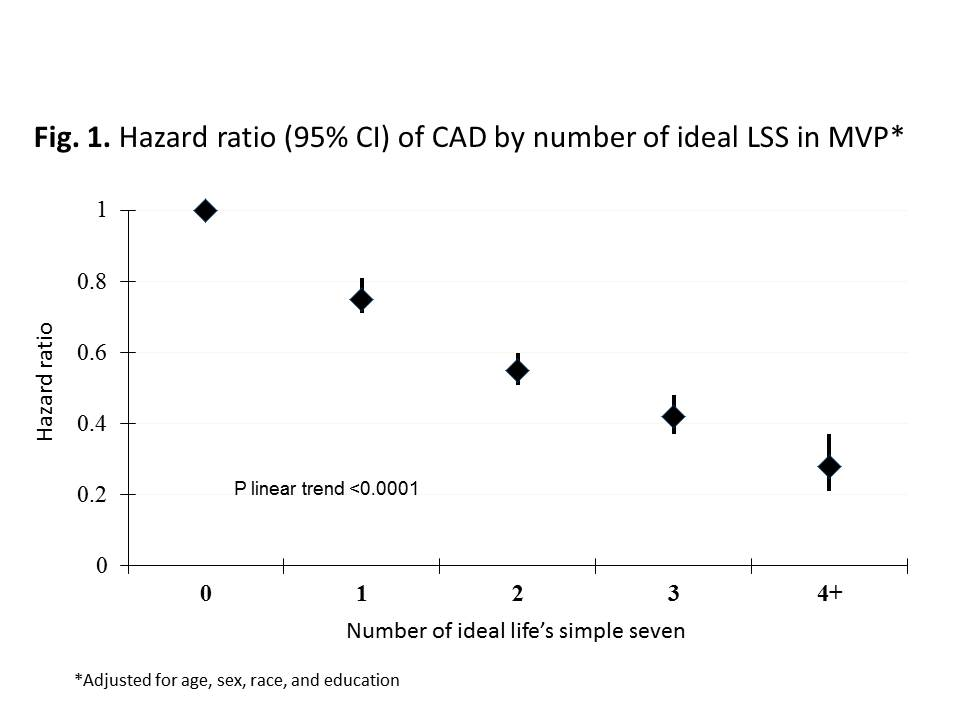 Fig. 1. Hazard ratio (95% CI) of CAD by number of ideal LSS in MVP*
1
0.8
0.6
0.4
0.2
0
Hazard ratio
P linear trend <0.0001
0 1 2 3 4+
Number of ideal life’s simple seven
*Adjusted for age, sex, race, and education